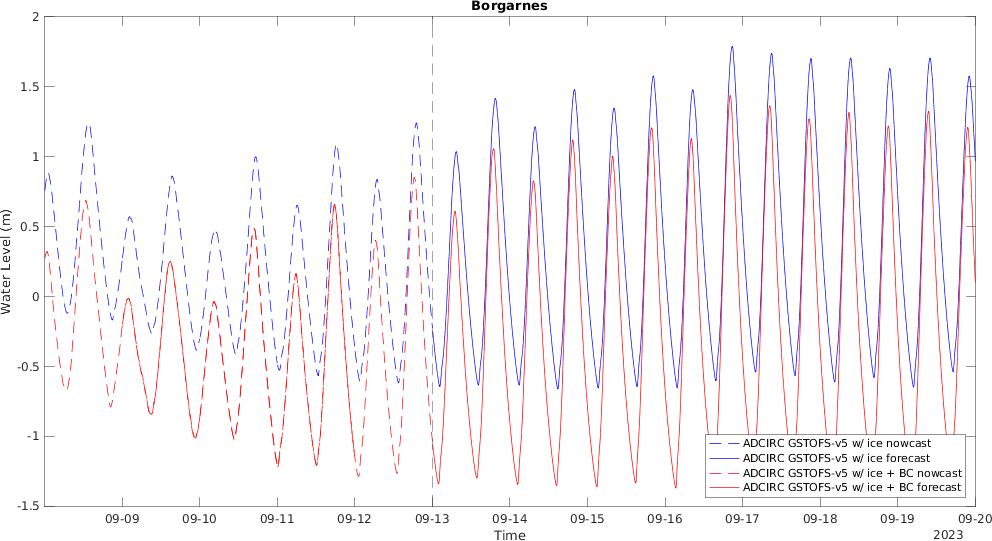 Borgarnes
2
1.5
1
0.5
0
-0.5
-1
-1.5
Water Level (m)
ADCIRC GSTOFS-v5 w/ ice nowcast
ADCIRC GSTOFS-v5 w/ ice forecast
ADCIRC GSTOFS-v5 w/ ice + BC nowcast
ADCIRC GSTOFS-v5 w/ ice + BC forecast
09-09 09-10 09-11 09-12 09-13 09-14 09-15 09-16 09-17 09-18 09-19 09-20
Time
2023